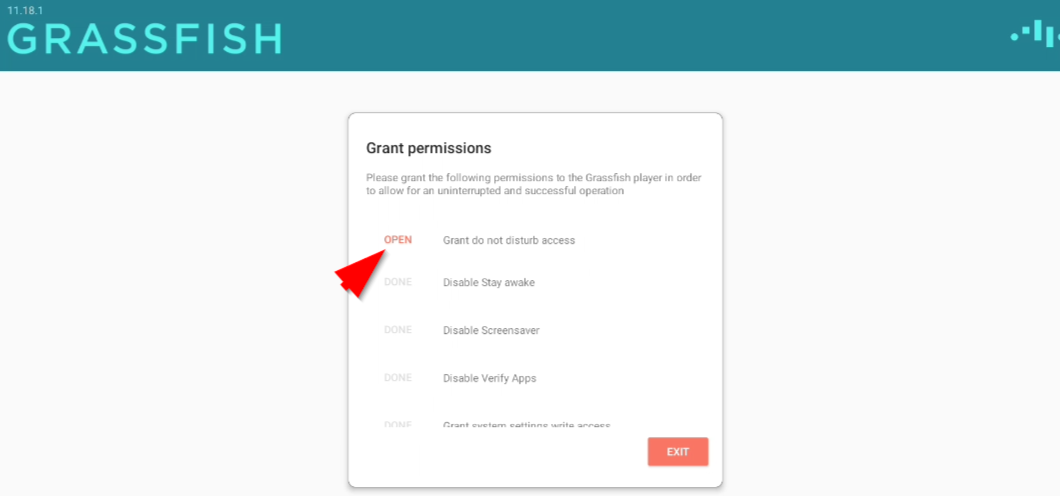 11.18.1
GRASSFISH
Grant permissions
Please grant the following permissions to the Grassfish player in order
to allow for an uninterrupted and successful operation
OPEN Grant do not disturb access
DONE Disable Stay awake
DONE Disable Screensaver
DONE Disable Verify Apps
DONE Grant system settings write access
EXIT